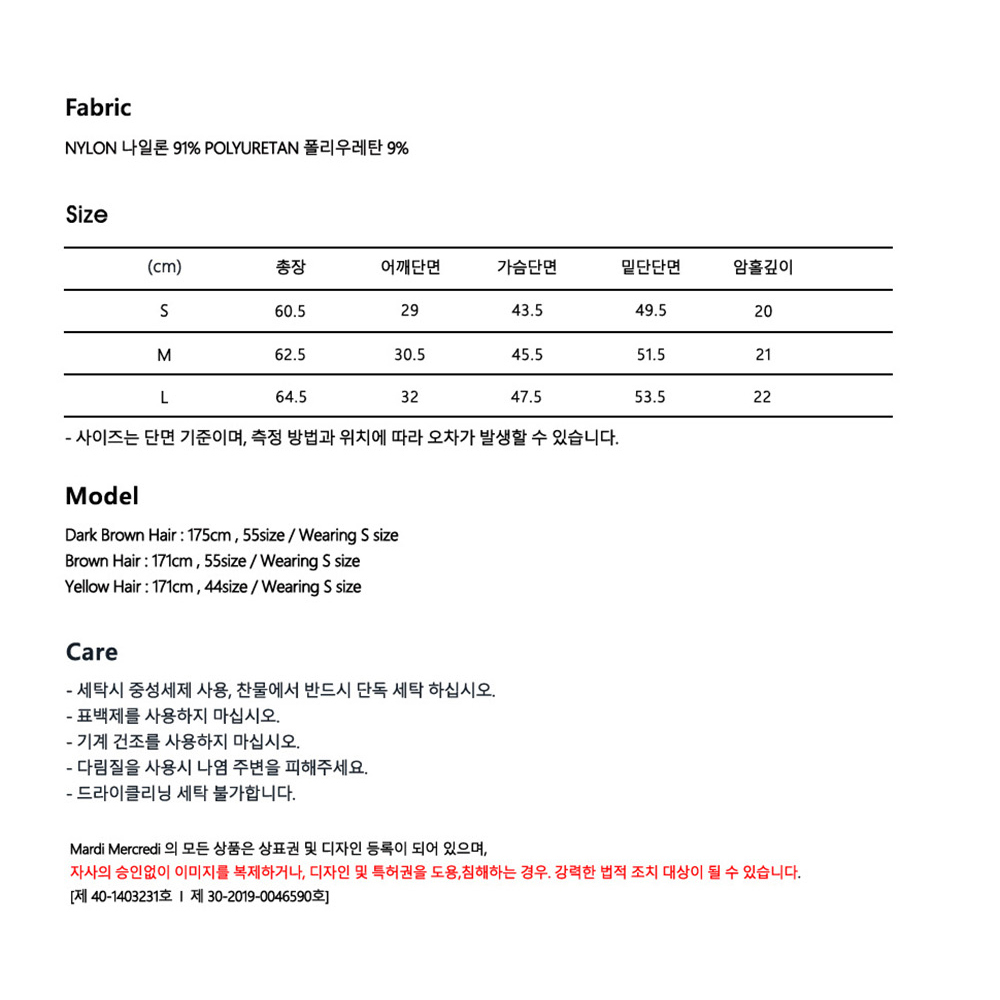 Fabric
NYLON 나일론 91% POLYURETAN 폴리우레탄 9%
Size
(cm) 총장 어깨단면 가슴단면 밑단단면 암홀깊이
S 60.5 29 43.5 49.5 20
M 62.5 30.5 45.5 51.5 21
L 64.5 32 47.5 53.5 22
- 사이즈는 단면 기준이며, 측정 방법과 위치에 따라 오차가 발생할 수 있습니다.
Model
Dark Brown Hair : 175cm , 55size / Wearing S size
Brown Hair : 171cm , 55size / Wearing S size
Yellow Hair : 171cm , 44size / Wearing S size
Care
- 세탁시 중성세제 사용, 찬물에서 반드시 단독 세탁 하십시오.
- 표백제를 사용하지 마십시오.
- 기계 건조를 사용하지 마십시오.
- 다림질을 사용시 나염 주변을 피해주세요.
- 드라이클리닝 세탁 불가합니다.
Mardi Mercredi 의 모든 상품은 상표권 및 디자인 등록이 되어 있으며,
자사의 승인없이 이미지를 복제하거나, 디자인 및 특허권을 도용,침해하는 경우. 강력한 법적 조치 대상이 될 수 있습니다.
[제 40-1403231호 I 제 30-2019-0046590호]